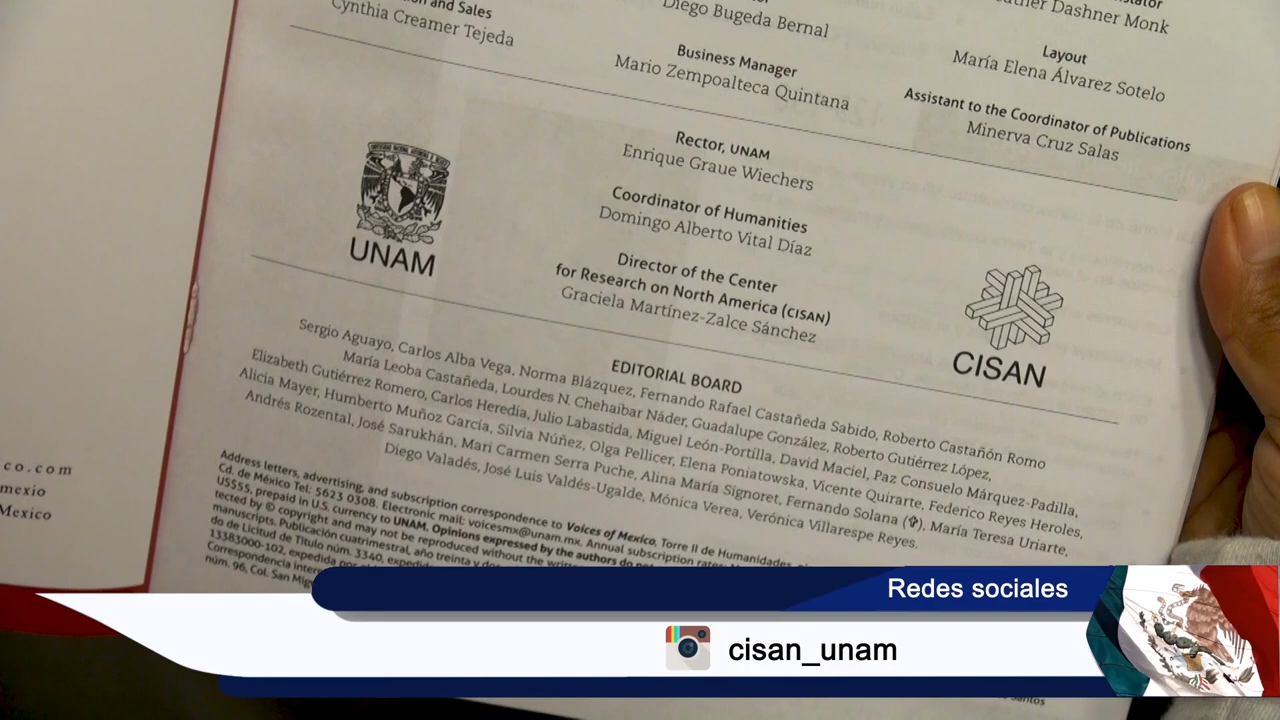 and Sales
Cynthia Creamer Tejeda
Diego Bugeda Bernal
Business Manager
Mario Zempoalteca Quintana
Dashner Monk
Layout
María Elena Álvarez Sotelo
Assistant to the Coordinator of Publications
Minerva Cruz Salas
UNAM
Rector, UNAM
Enrique Graue Wiechers
Coordinator of Humanities
Domingo Alberto Vital Díaz
Director of the Center
for Research on North America (CISAN)
Graciela Martínez-Zalce Sánchez
CISAN
EDITORIAL BOARD
Sergio Aguayo, Carlos Alba Vega, Norma Blázquez, Fernando Rafael Castañeda Sabido, Roberto Castañón Romo
María Leoba Castañeda, Lourdes N. Chehaibar Náder, Guadalupe González, Roberto Gutiérrez López,
Elizabeth Gutiérrez Romero, Carlos Heredia, Julio Labastida, Miguel León-Portilla, David Maciel, Paz Consuelo Márquez-Padilla,
Alicia Mayer, Humberto Muñoz García, Silvia Núñez, Olga Pellicer, Elena Poniatowska, Vicente Quirarte, Federico Reyes Heroles,
Andrés Rozental, José Sarukhán, Mari Carmen Serra Puche, Alina María Signoret, Fernando Solana (✞), María Teresa Uriarte,
Diego Valadés, José Luis Valdés-Ugalde, Mónica Verea, Verónica Villarespe Reyes.
Address letters, advertising, and subscription correspondence to Voices of Mexico, Torre II de Humanidades,
Cd. de México Tel: 5623 0308. Electronic mail: voicesmx@unam.mx. Annual subscription rates:
US$55, prepaid in U.S. currency to UNAM. Opinions expressed by the authors do
tected by © copyright and may not be reproduced without the
manuscripts. Publicación cuatrimestral, año treinta y
do de Licitud de Título núm. 3340, expedido
13383000-102, expedida
Correspondencia
núm. 96, Col. San
co.com
mexio
Mexico
Redes sociales
cisan_unam